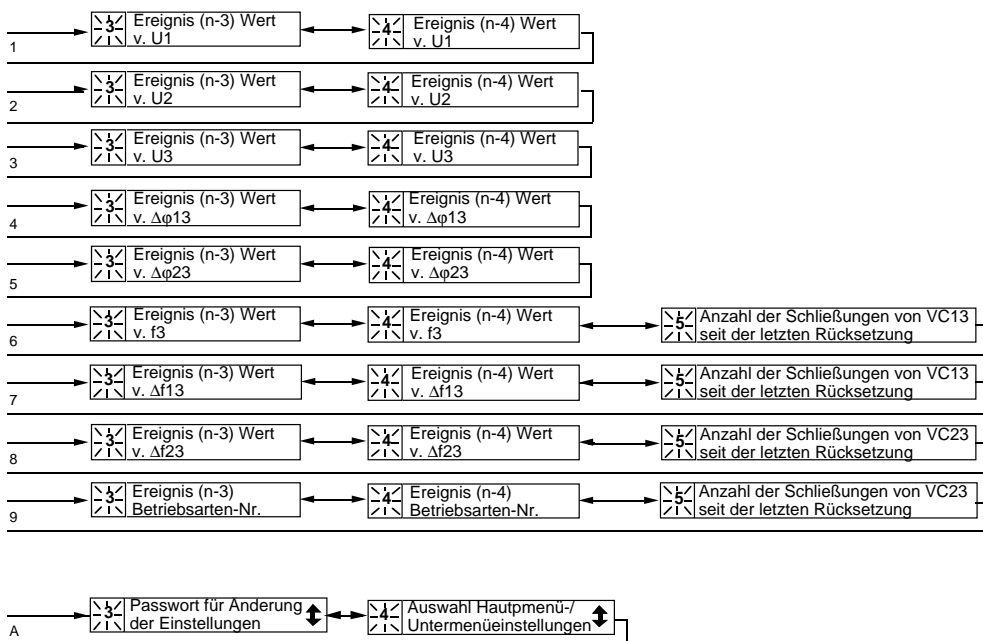 3 Ereignis (n-3) Wert
v. U1
4 Ereignis (n-4) Wert
v. U1
1
3 Ereignis (n-3) Wert
v. U2
4 Ereignis (n-4) Wert
v. U2
2
3 Ereignis (n-3) Wert
v. U3
4 Ereignis (n-4) Wert
v. U3
3
3 Ereignis (n-3) Wert
v. Δφ13
4 Ereignis (n-4) Wert
v. Δφ13
4
3 Ereignis (n-3) Wert
v. Δφ23
4 Ereignis (n-4) Wert
v. Δφ23
5
3 Ereignis (n-3) Wert
v. f3
4 Ereignis (n-4) Wert
v. f3
5 Anzahl der Schließungen von VC13
seit der letzten Rücksetzung
6
3 Ereignis (n-3) Wert
v. Δf13
4 Ereignis (n-4) Wert
v. Δf13
5 Anzahl der Schließungen von VC13
seit der letzten Rücksetzung
7
3 Ereignis (n-3) Wert
v. Δf23
4 Ereignis (n-4) Wert
v. Δf23
5 Anzahl der Schließungen von VC23
seit der letzten Rücksetzung
8
3 Ereignis (n-3)
Betriebsarten-Nr.
4 Ereignis (n-4)
Betriebsarten-Nr.
5 Anzahl der Schließungen von VC23
seit der letzten Rücksetzung
9
3 Passwort für Änderung
der Einstellungen
4 Auswahl Hautpmenü-/
Untermenüeinstellungen
A